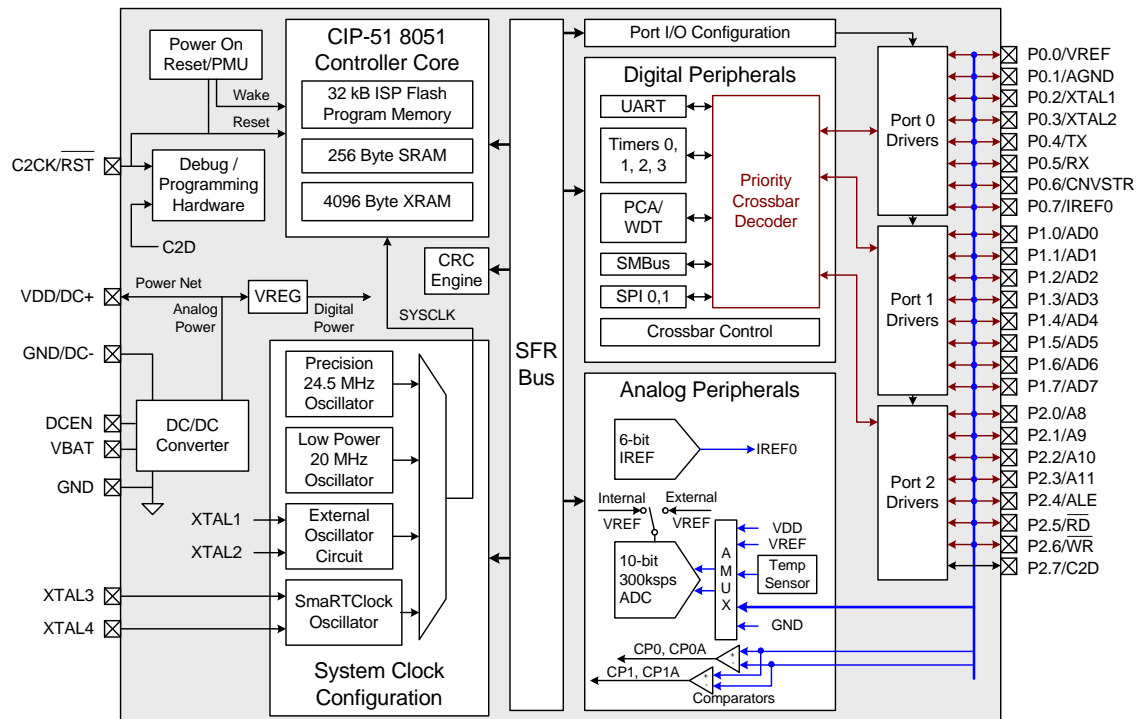 Power On
Reset/PMU
Wake
Reset
C2CK/RST
Debug /
Programming
Hardware
C2D
CIP-51 8051
Controller Core
32 kB ISP Flash
Program Memory
256 Byte SRAM
4096 Byte XRAM
CRC
Engine
Power Net
VDD/DC+
Analog
Power
VREG
Digital
Power
SYSCLK
GND/DC-
DCEN
VBAT
DC/DC
Converter
GND
XTAL1
XTAL2
XTAL3
XTAL4
Precision
24.5 MHz
Oscillator
Low Power
20 MHz
Oscillator
External
Oscillator
Circuit
SmaRTClock
Oscillator
System Clock
Configuration
SFR
Bus
Port I/O Configuration
Digital Peripherals
UART
Timers 0,
1, 2, 3
PCA/
WDT
SMBus
SPI 0,1
Priority
Crossbar
Decoder
Crossbar Control
Analog Peripherals
6-bit
IREF
IREF0
Internal
VREF
External
VREF
10-bit
300ksps
ADC
A
M
U
X
VDD
VREF
Temp
Sensor
GND
CP0, CP0A
+
-
CP1, CP1A
+
-
Comparators
Port 0
Drivers
Port 1
Drivers
Port 2
Drivers
P0.0/VREF
P0.1/AGND
P0.2/XTAL1
P0.3/XTAL2
P0.4/TX
P0.5/RX
P0.6/CNVSTR
P0.7/IREF0
P1.0/AD0
P1.1/AD1
P1.2/AD2
P1.3/AD3
P1.4/AD4
P1.5/AD5
P1.6/AD6
P1.7/AD7
P2.0/A8
P2.1/A9
P2.2/A10
P2.3/A11
P2.4/ALE
P2.5/RD
P2.6/WR
P2.7/C2D